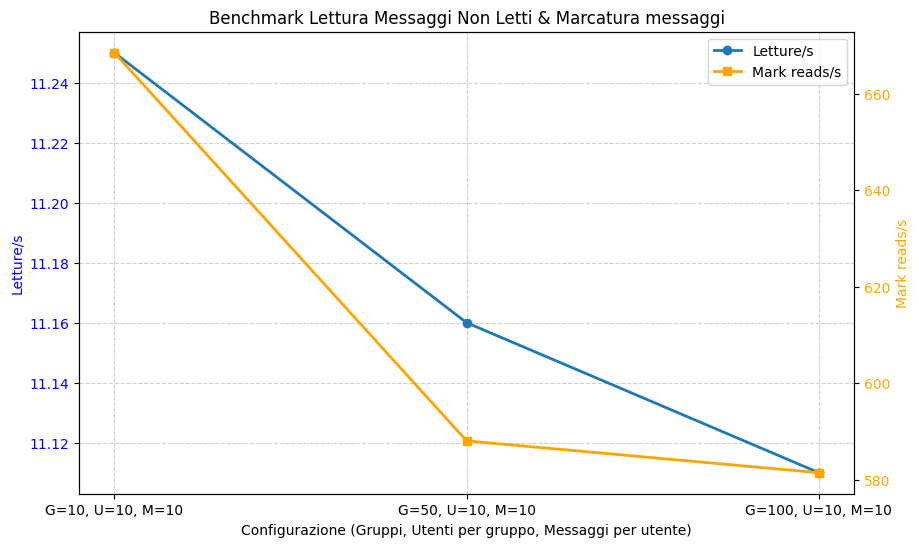 Benchmark Lettura Messaggi Non Letti & Marcatura messaggi
Letture/s
Mark reads/s
11.24
11.22
11.20
11.18
11.16
11.14
11.12
Letture/s
660
640
620
600
580
Mark reads/s
G=10, U=10, M=10
G=50, U=10, M=10
G=100, U=10, M=10
Configurazione (Gruppi, Utenti per gruppo, Messaggi per utente)